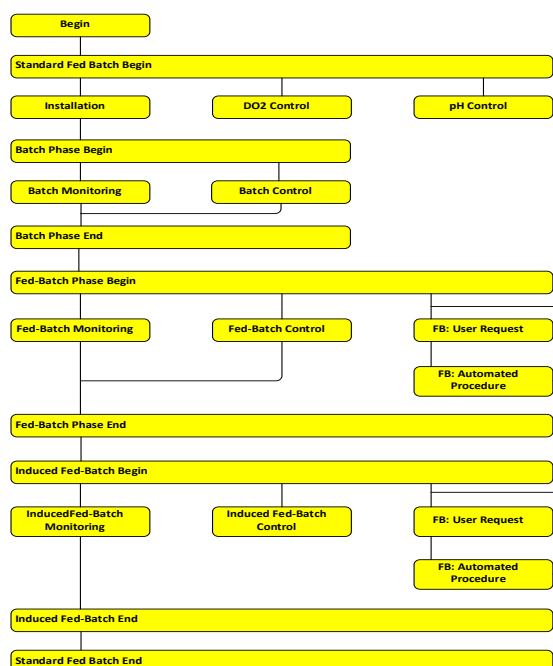 Begin
Standard Fed Batch Begin
Installation
DO2 Control
pH Control
Batch Phase Begin
Batch Monitoring
Batch Control
Batch Phase End
Fed-Batch Phase Begin
Fed-Batch Monitoring
Fed-Batch Control
FB: User Request
FB: Automated
Procedure
Fed-Batch Phase End
Induced Fed-Batch Begin
InducedFed-Batch
Monitoring
Induced Fed-Batch
Control
FB: User Request
FB: Automated
Procedure
Induced Fed-Batch End
Standard Fed Batch End